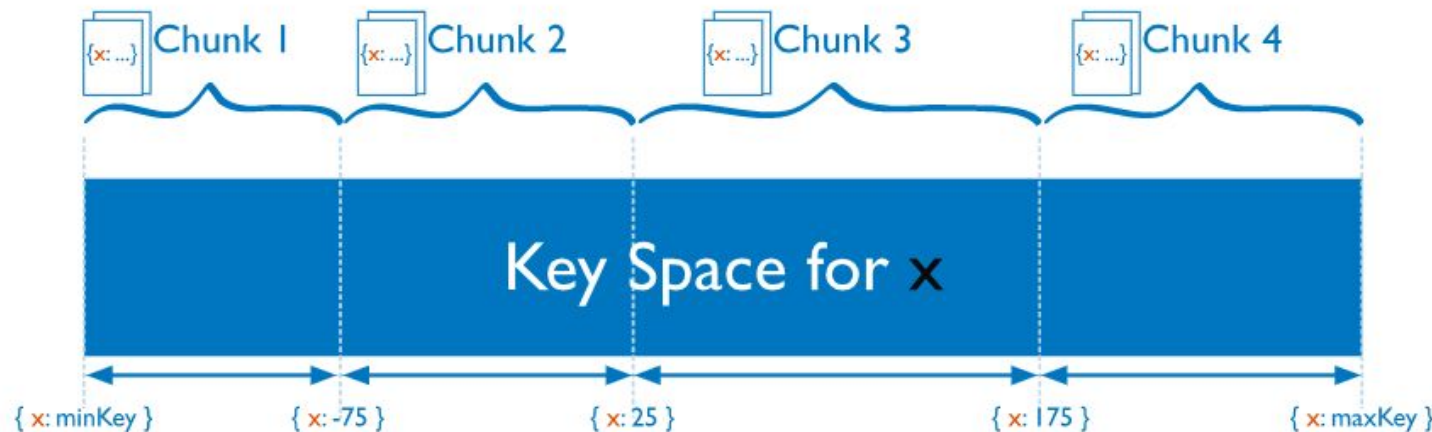 {x: ...} Chunk 1 {x: ...} Chunk 2 {x: ...} Chunk 3 {x: ...} Chunk 4
Key Space for x
{ x: minKey } { x: -75 } { x: 25 } { x: 175 } { x: maxKey }